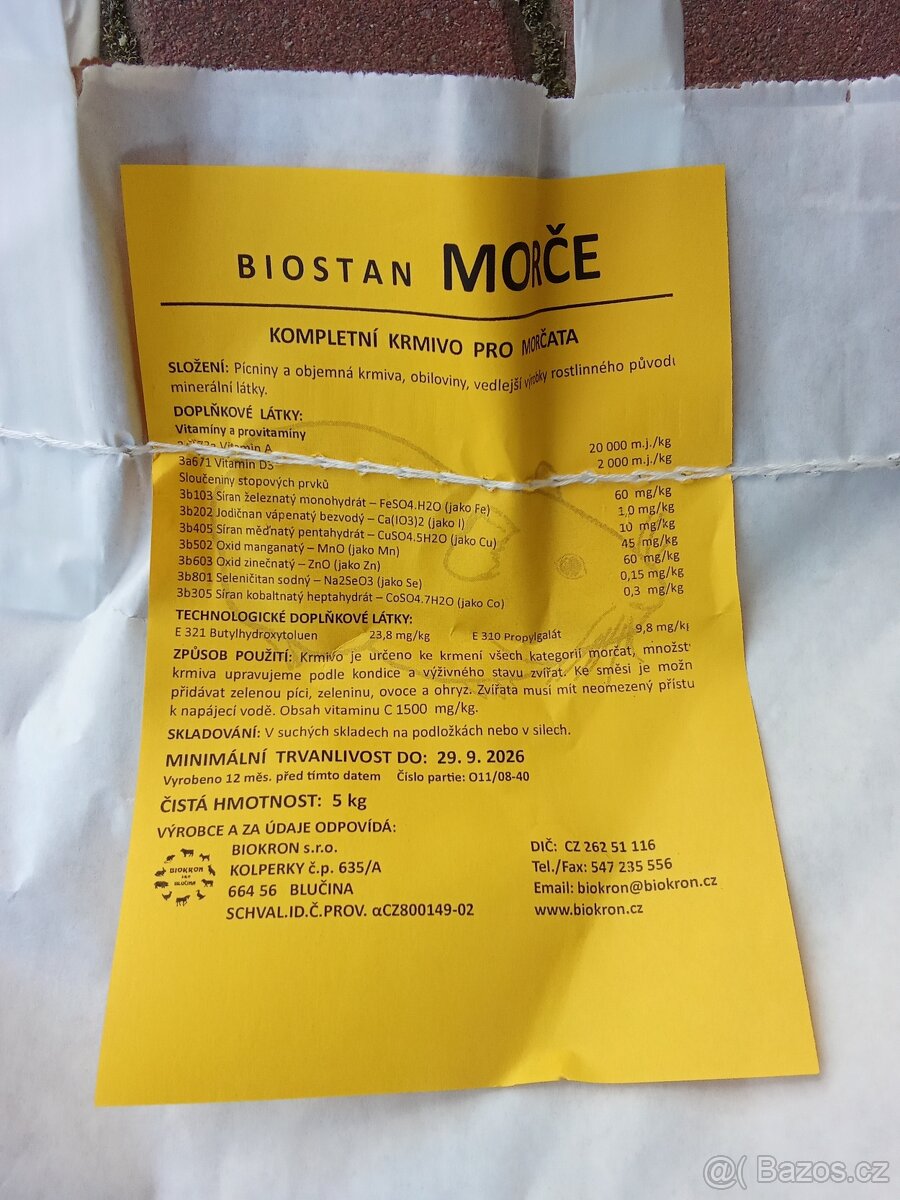 BIOSTAN MORČE
KOMPLETNÍ KRMIVO PRO MORČATA
SLOŽENÍ: Pícniny a objemná krmiva, obiloviny, vedlejší výrobky rostlinného původu
minerální látky.
DOPLŇKOVÉ LÁTKY:
Vitamíny a provitamíny
Vitamin A 20 000 m.j./kg
3a671 Vitamin D3 2 000 m.j./kg
Sloučeniny stopových prvků
3b103 Síran železnatý monohydrát – FeSO4.H2O (jako Fe) 60 mg/kg
3b202 Jodičnan vápenatý bezvodý – Ca(IO3)2 (jako I) 1,0 mg/kg
3b405 Síran měďnatý pentahydrát – CuSO4.5H2O (jako Cu) 10 mg/kg
3b502 Oxid manganatý – MnO (jako Mn) 45 mg/kg
3b603 Oxid zinečnatý – ZnO (jako Zn) 60 mg/kg
3b801 Seleničitan sodný – Na2SeO3 (jako Se) 0,15 mg/kg
3b305 Síran kobaltnatý heptahydrát – CoSO4.7H2O (jako Co) 0,3 mg/kg
TECHNOLOGICKÉ DOPLŇKOVÉ LÁTKY:
E 321 Butylhydroxytoluen 23,8 mg/kg E 310 Propylgalát 9,8 mg/kg
ZPŮSOB POUŽITÍ: Krmivo je určeno ke krmení všech kategorií morčat, množst
krmiva upravujeme podle kondice a výživného stavu zvířat. Ke směsi je možn
přidávat zelenou píci, zeleninu, ovoce a ohryz. Zvířata musí mít neomezený přístu
k napájecí vodě. Obsah vitaminu C 1500 mg/kg.
SKLADOVÁNÍ: V suchých skladech na podložkách nebo v silech.
MINIMÁLNÍ TRVANLIVOST DO: 29. 9. 2026
Vyrobeno 12 měs. před tímto datem Číslo partie: O11/08-40
ČISTÁ HMOTNOST: 5 kg
VÝROBCE A ZA ÚDAJE ODPOVÍDÁ:
BIOKRON s.r.o. DIČ: CZ 262 51 116
KOLPERKY č.p. 635/A Tel./Fax: 547 235 556
664 56 BLUČINA Email: biokron@biokron.cz
SCHVAL.ID.Č.PROV. αCZ800149-02 www.biokron.cz
BIOKRON
BLUČINA
@( Bazos.cz